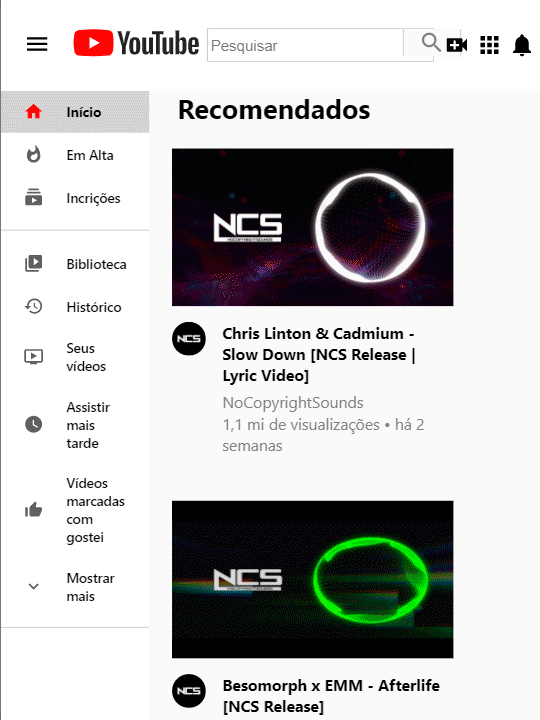 YouTube
Pesquisar
Início
Em Alta
Incrições
Biblioteca
Histórico
Seus
vídeos
Assistir
mais
tarde
Vídeos
marcadas
com
gostei
Mostrar
mais
Recomendados
NCS
NOCOPYRIGHTSOUNDS
NCS
Chris Linton & Cadmium -
Slow Down [NCS Release |
Lyric Video]
NoCopyrightSounds
1,1 mi de visualizações • há 2
semanas
NCS
NOCOPYRIGHTSOUNDS
NCS
Besomorph x EMM - Afterlife
[NCS Release]